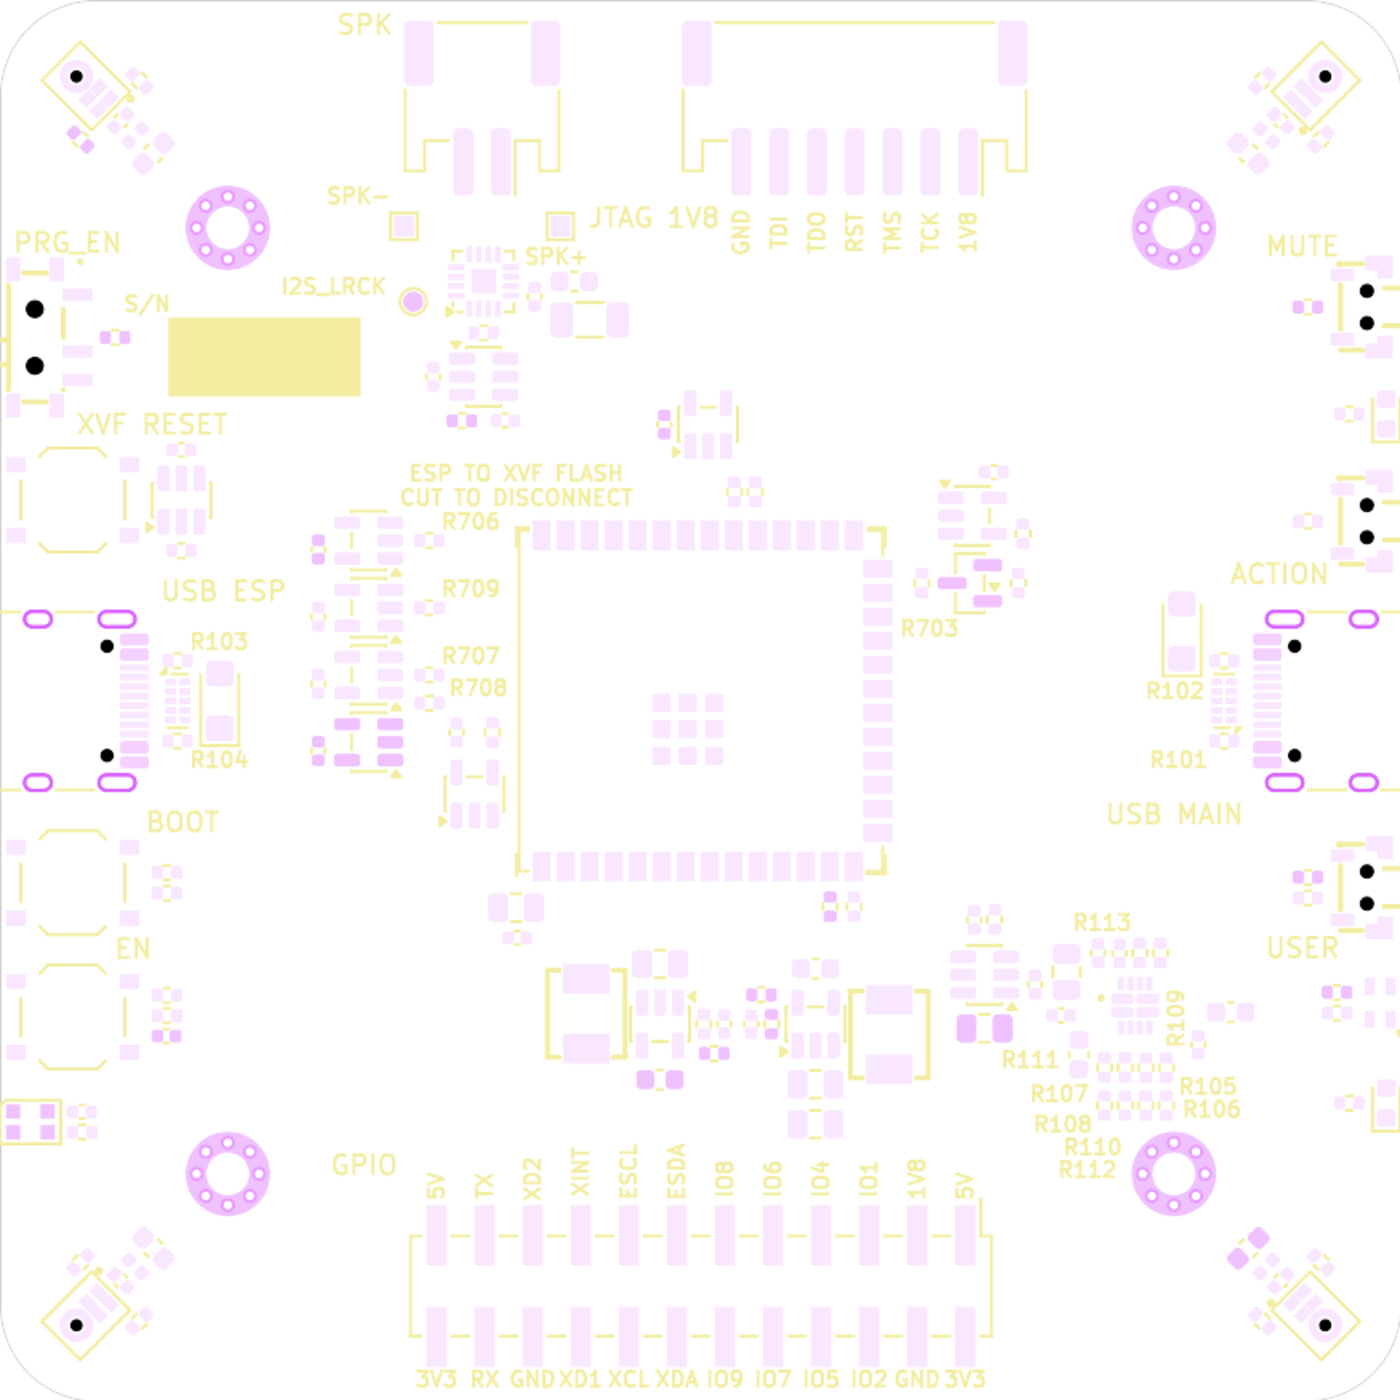 SPK
SPK-
JTAG 1V8
GND
TDI
TDO
RST
TMS
TCK
1V8
PRG_EN
MUTE
SPK+
I2S_LRCK
S/N
XVF RESET
ESP TO XVF FLASH
CUT TO DISCONNECT
R706
ACTION
USB ESP
R709
R703
R103
R707
R708
R102
R104
R101
USB MAIN
BOOT
R113
EN
USER
R109
R111
R107
R105
R106
R108
R110
R112
GPIO
5V
TX
XD2
XINT
ESCL
ESDA
IO8
IO6
IO4
IO1
1V8
5V
3V3
RX
GND
XD1
XCL
XDA
IO9
IO7
IO5
IO2
GND
3V3